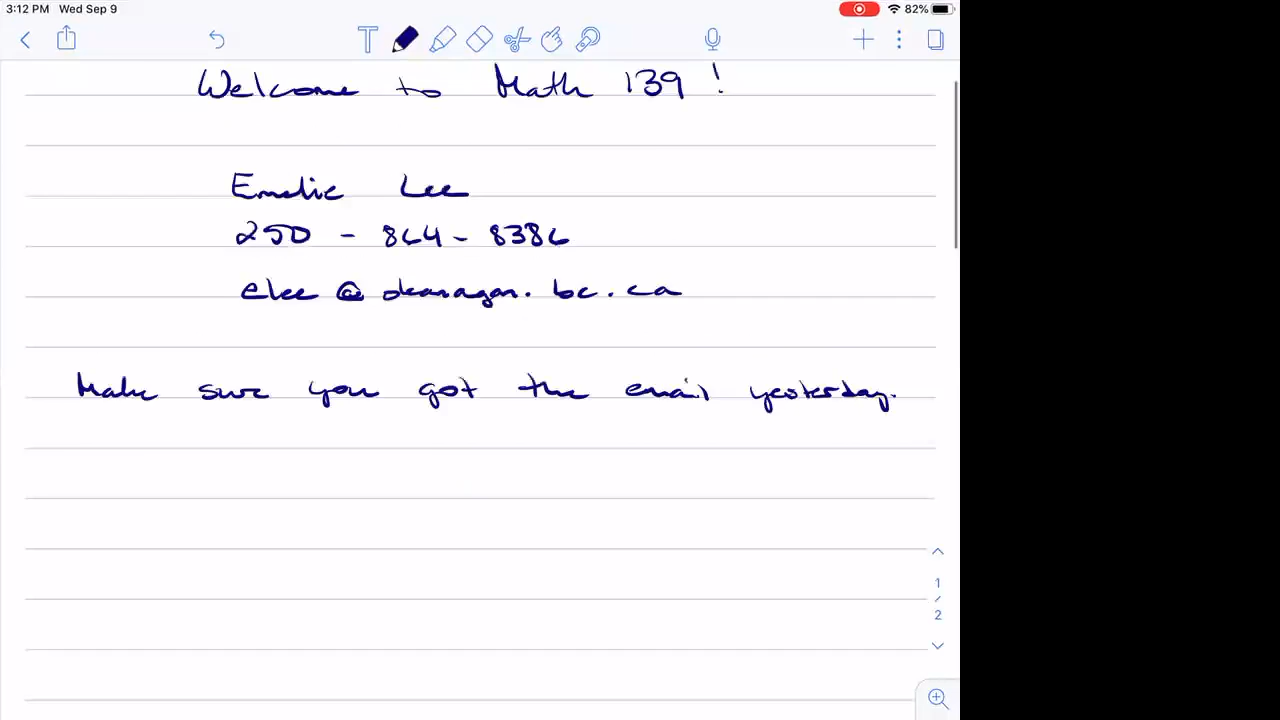 3:12 PM Wed Sep 9 82%
Welcome to Math 139 !
Emelie Lee
250 - 864 - 8386
elee @ okanagan.bc.ca
Make sure you got the email yesterday.
1
/
2